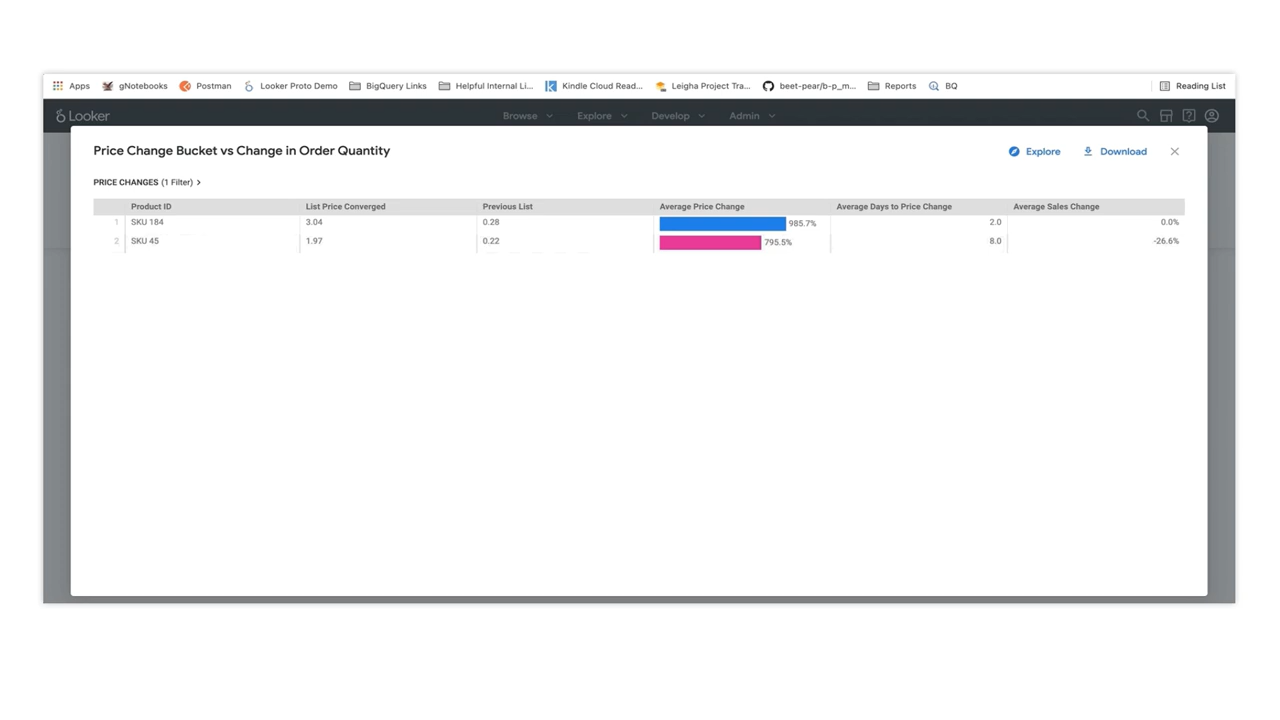 Apps gNotebooks Postman Looker Proto Demo BigQuery Links Helpful Internal Li... Kindle Cloud Read... Leigha Project Tra... beet-pear/b-p_m... Reports BQ Reading List
Looker Browse Explore Develop Admin
Price Change Bucket vs Change in Order Quantity Explore Download
PRICE CHANGES (1 Filter)
Product ID List Price Converged Previous List Average Price Change Average Days to Price Change Average Sales Change
1 SKU 184 3.04 0.28 985.7% 2.0 0.0%
2 SKU 45 1.97 0.22 795.5% 8.0 -26.6%